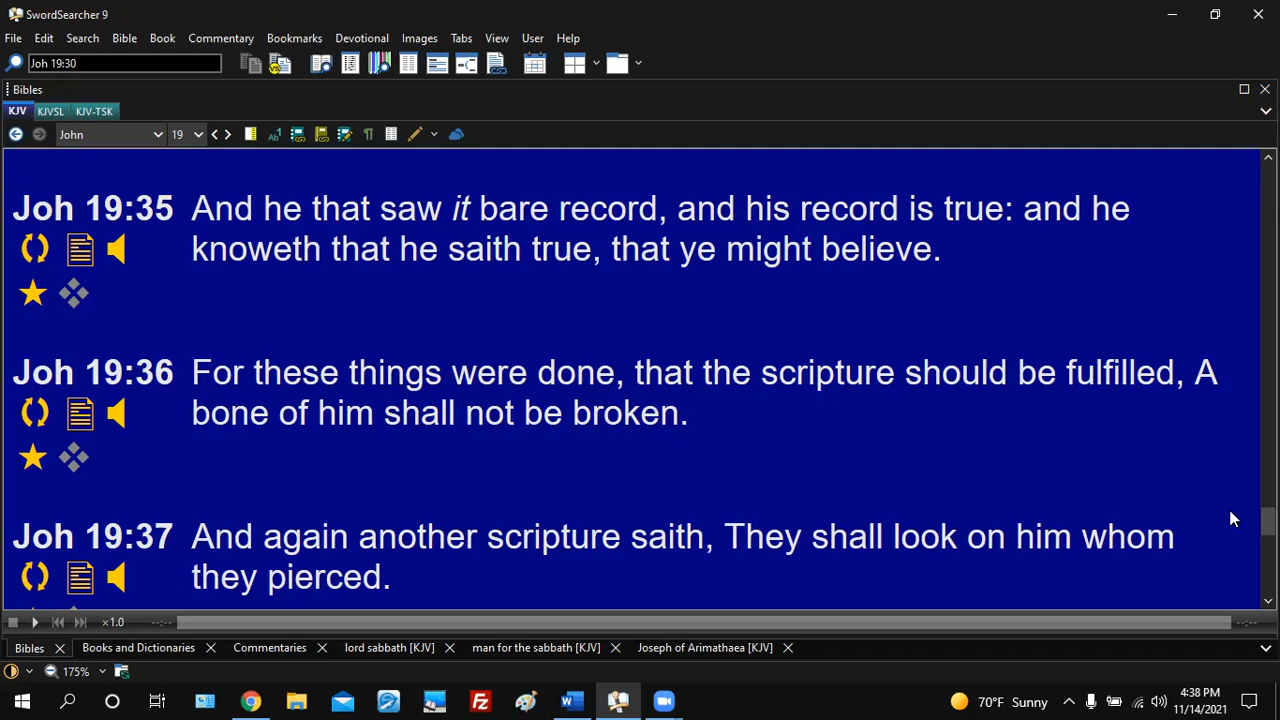 SwordSearcher 9
File Edit Search Bible Book Commentary Bookmarks Devotional Images Tabs View User Help
Joh 19:30
Bibles
KJV KJVSL KJV-TSK
John 19
Joh 19:35 And he that saw it bare record, and his record is true: and he
knoweth that he saith true, that ye might believe.
Joh 19:36 For these things were done, that the scripture should be fulfilled, A
bone of him shall not be broken.
Joh 19:37 And again another scripture saith, They shall look on him whom
they pierced.
×1.0 --:-- --:--
Bibles Books and Dictionaries Commentaries lord sabbath [KJV] man for the sabbath [KJV] Joseph of Arimathaea [KJV]
175%
70°F Sunny 4:38 PM
11/14/2021